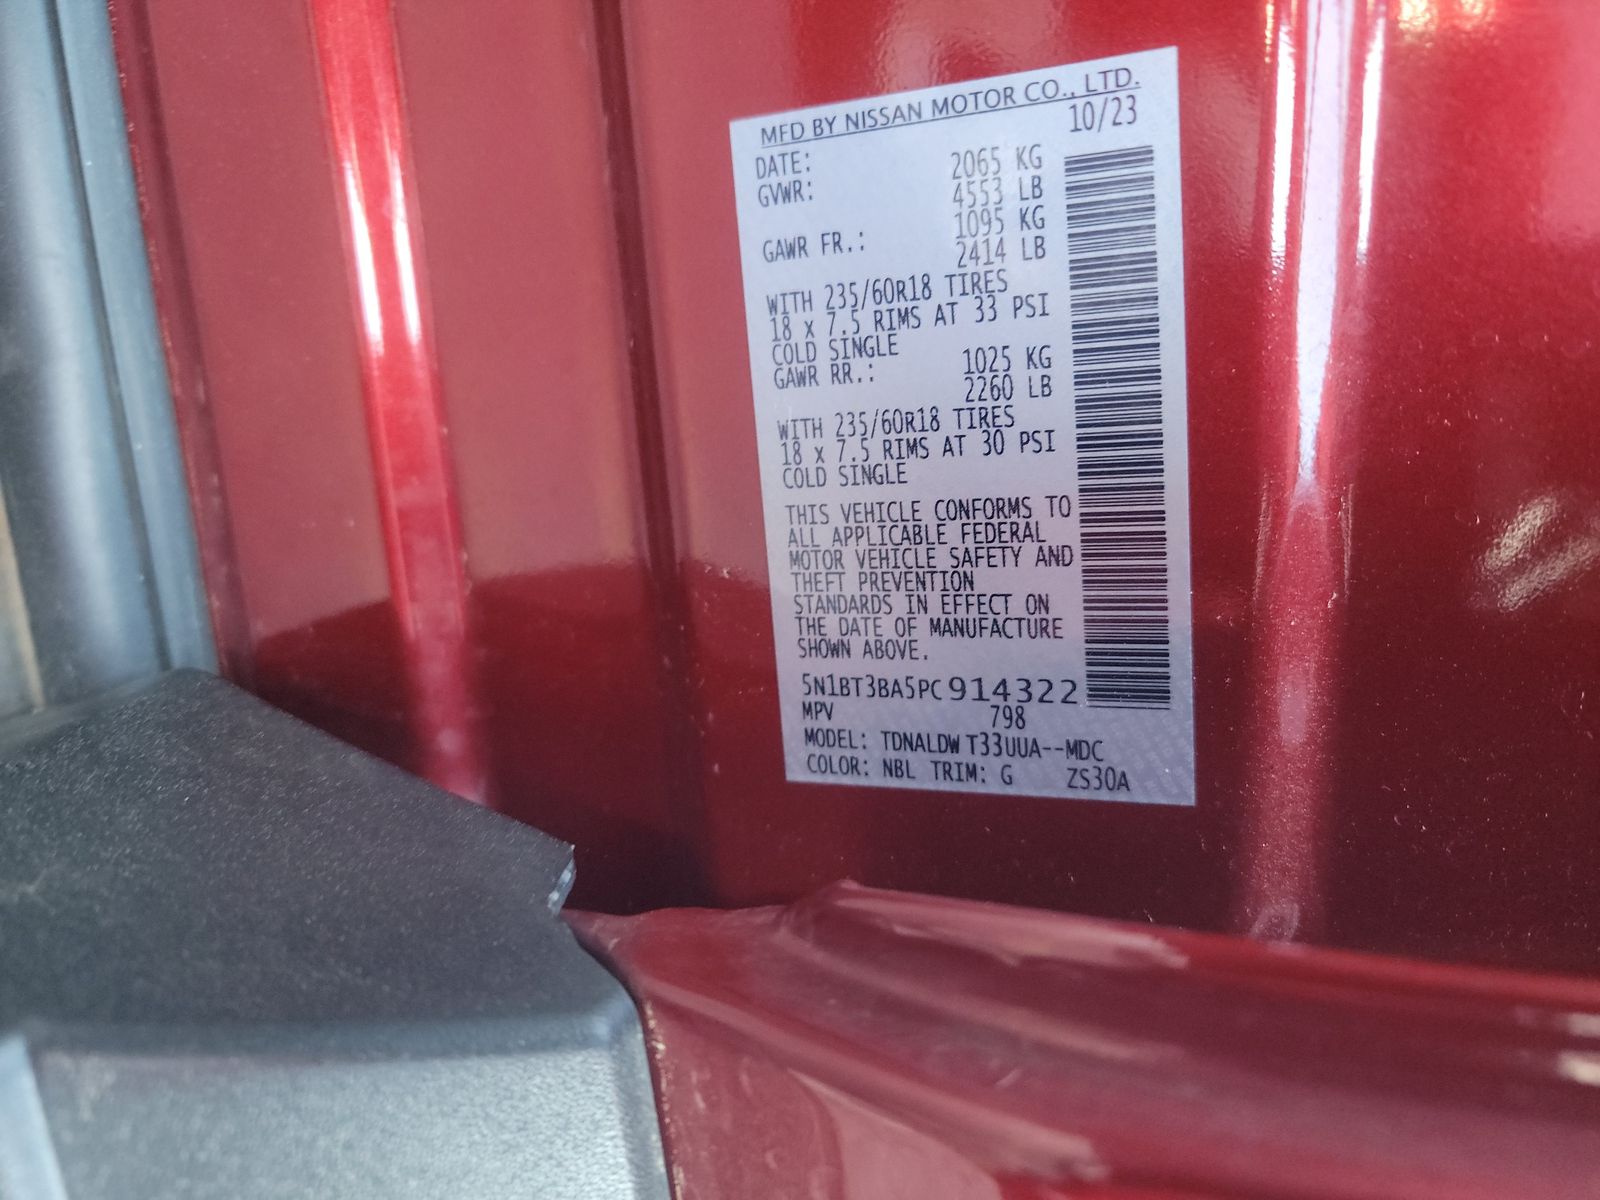 MFD BY NISSAN MOTOR CO., LTD.
DATE: 10/23
GVWR: 2065 KG
4553 LB
GAWR FR.: 1095 KG
2414 LB
WITH 235/60R18 TIRES
18 x 7.5 RIMS AT 33 PSI
COLD SINGLE
GAWR RR.: 1025 KG
2260 LB
WITH 235/60R18 TIRES
18 x 7.5 RIMS AT 30 PSI
COLD SINGLE
THIS VEHICLE CONFORMS TO
ALL APPLICABLE FEDERAL
MOTOR VEHICLE SAFETY AND
THEFT PREVENTION
STANDARDS IN EFFECT ON
THE DATE OF MANUFACTURE
SHOWN ABOVE.
5N1BT3BA5PC914322
MPV 798
MODEL: TDNALDW T33UUA--MDC
COLOR: NBL TRIM: G ZS30A